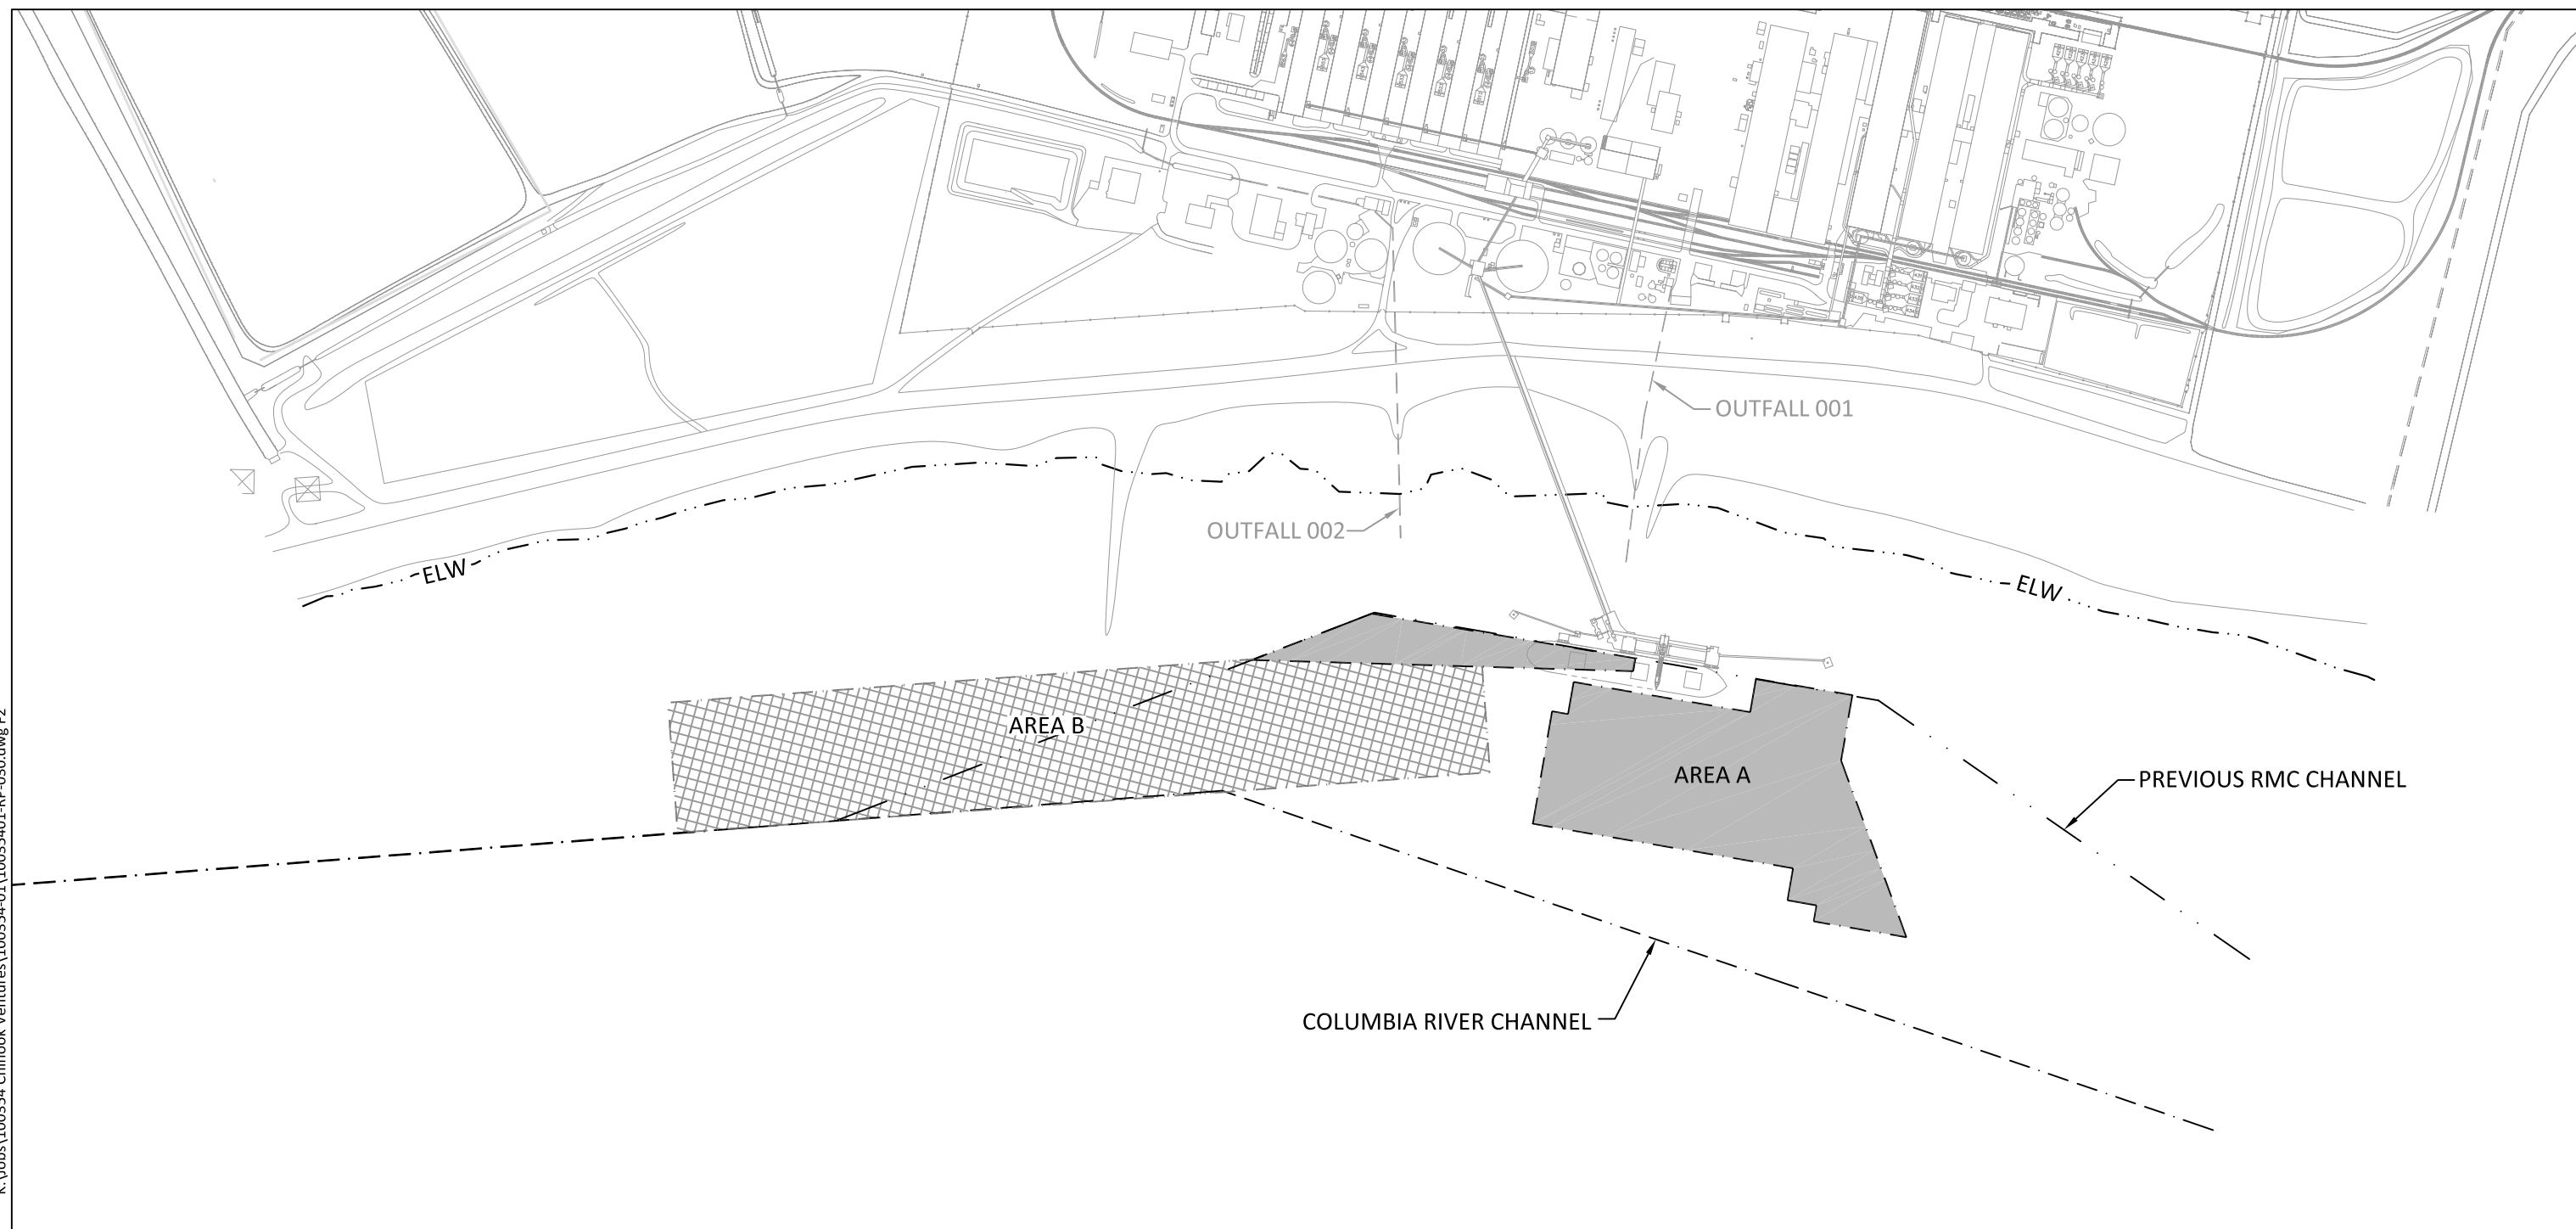 OUTFALL 001
OUTFALL 002
ELW
ELW
AREA B
AREA A
PREVIOUS RMC CHANNEL
COLUMBIA RIVER CHANNEL